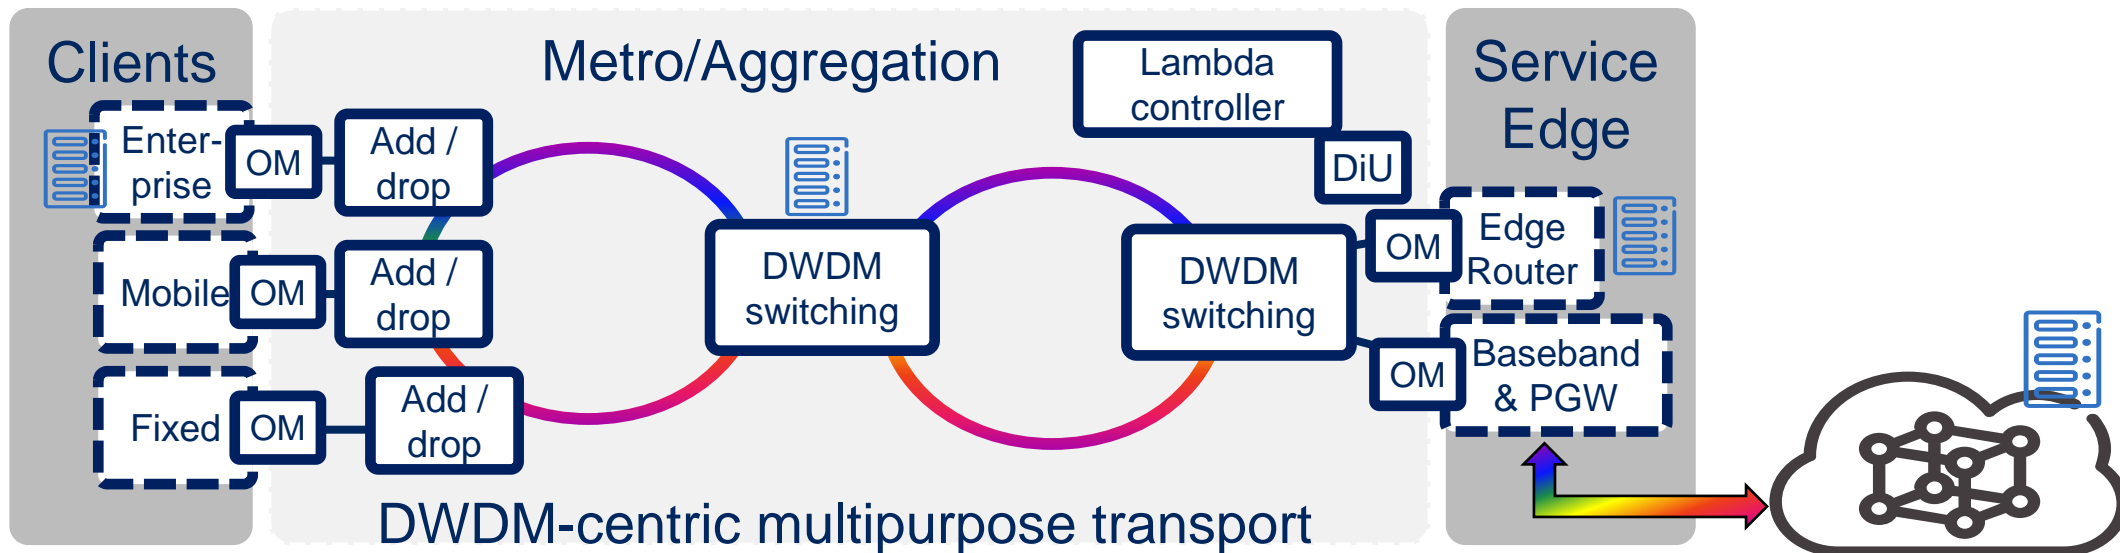 Clients
Metro/Aggregation
Lambda
controller
Service
Edge
Enter-
prise
OM
Add /
drop
DiU
Mobile
OM
Add /
drop
DWDM
switching
DWDM
switching
OM
Edge
Router
Fixed
OM
Add /
drop
OM
Baseband
& PGW
DWDM-centric multipurpose transport